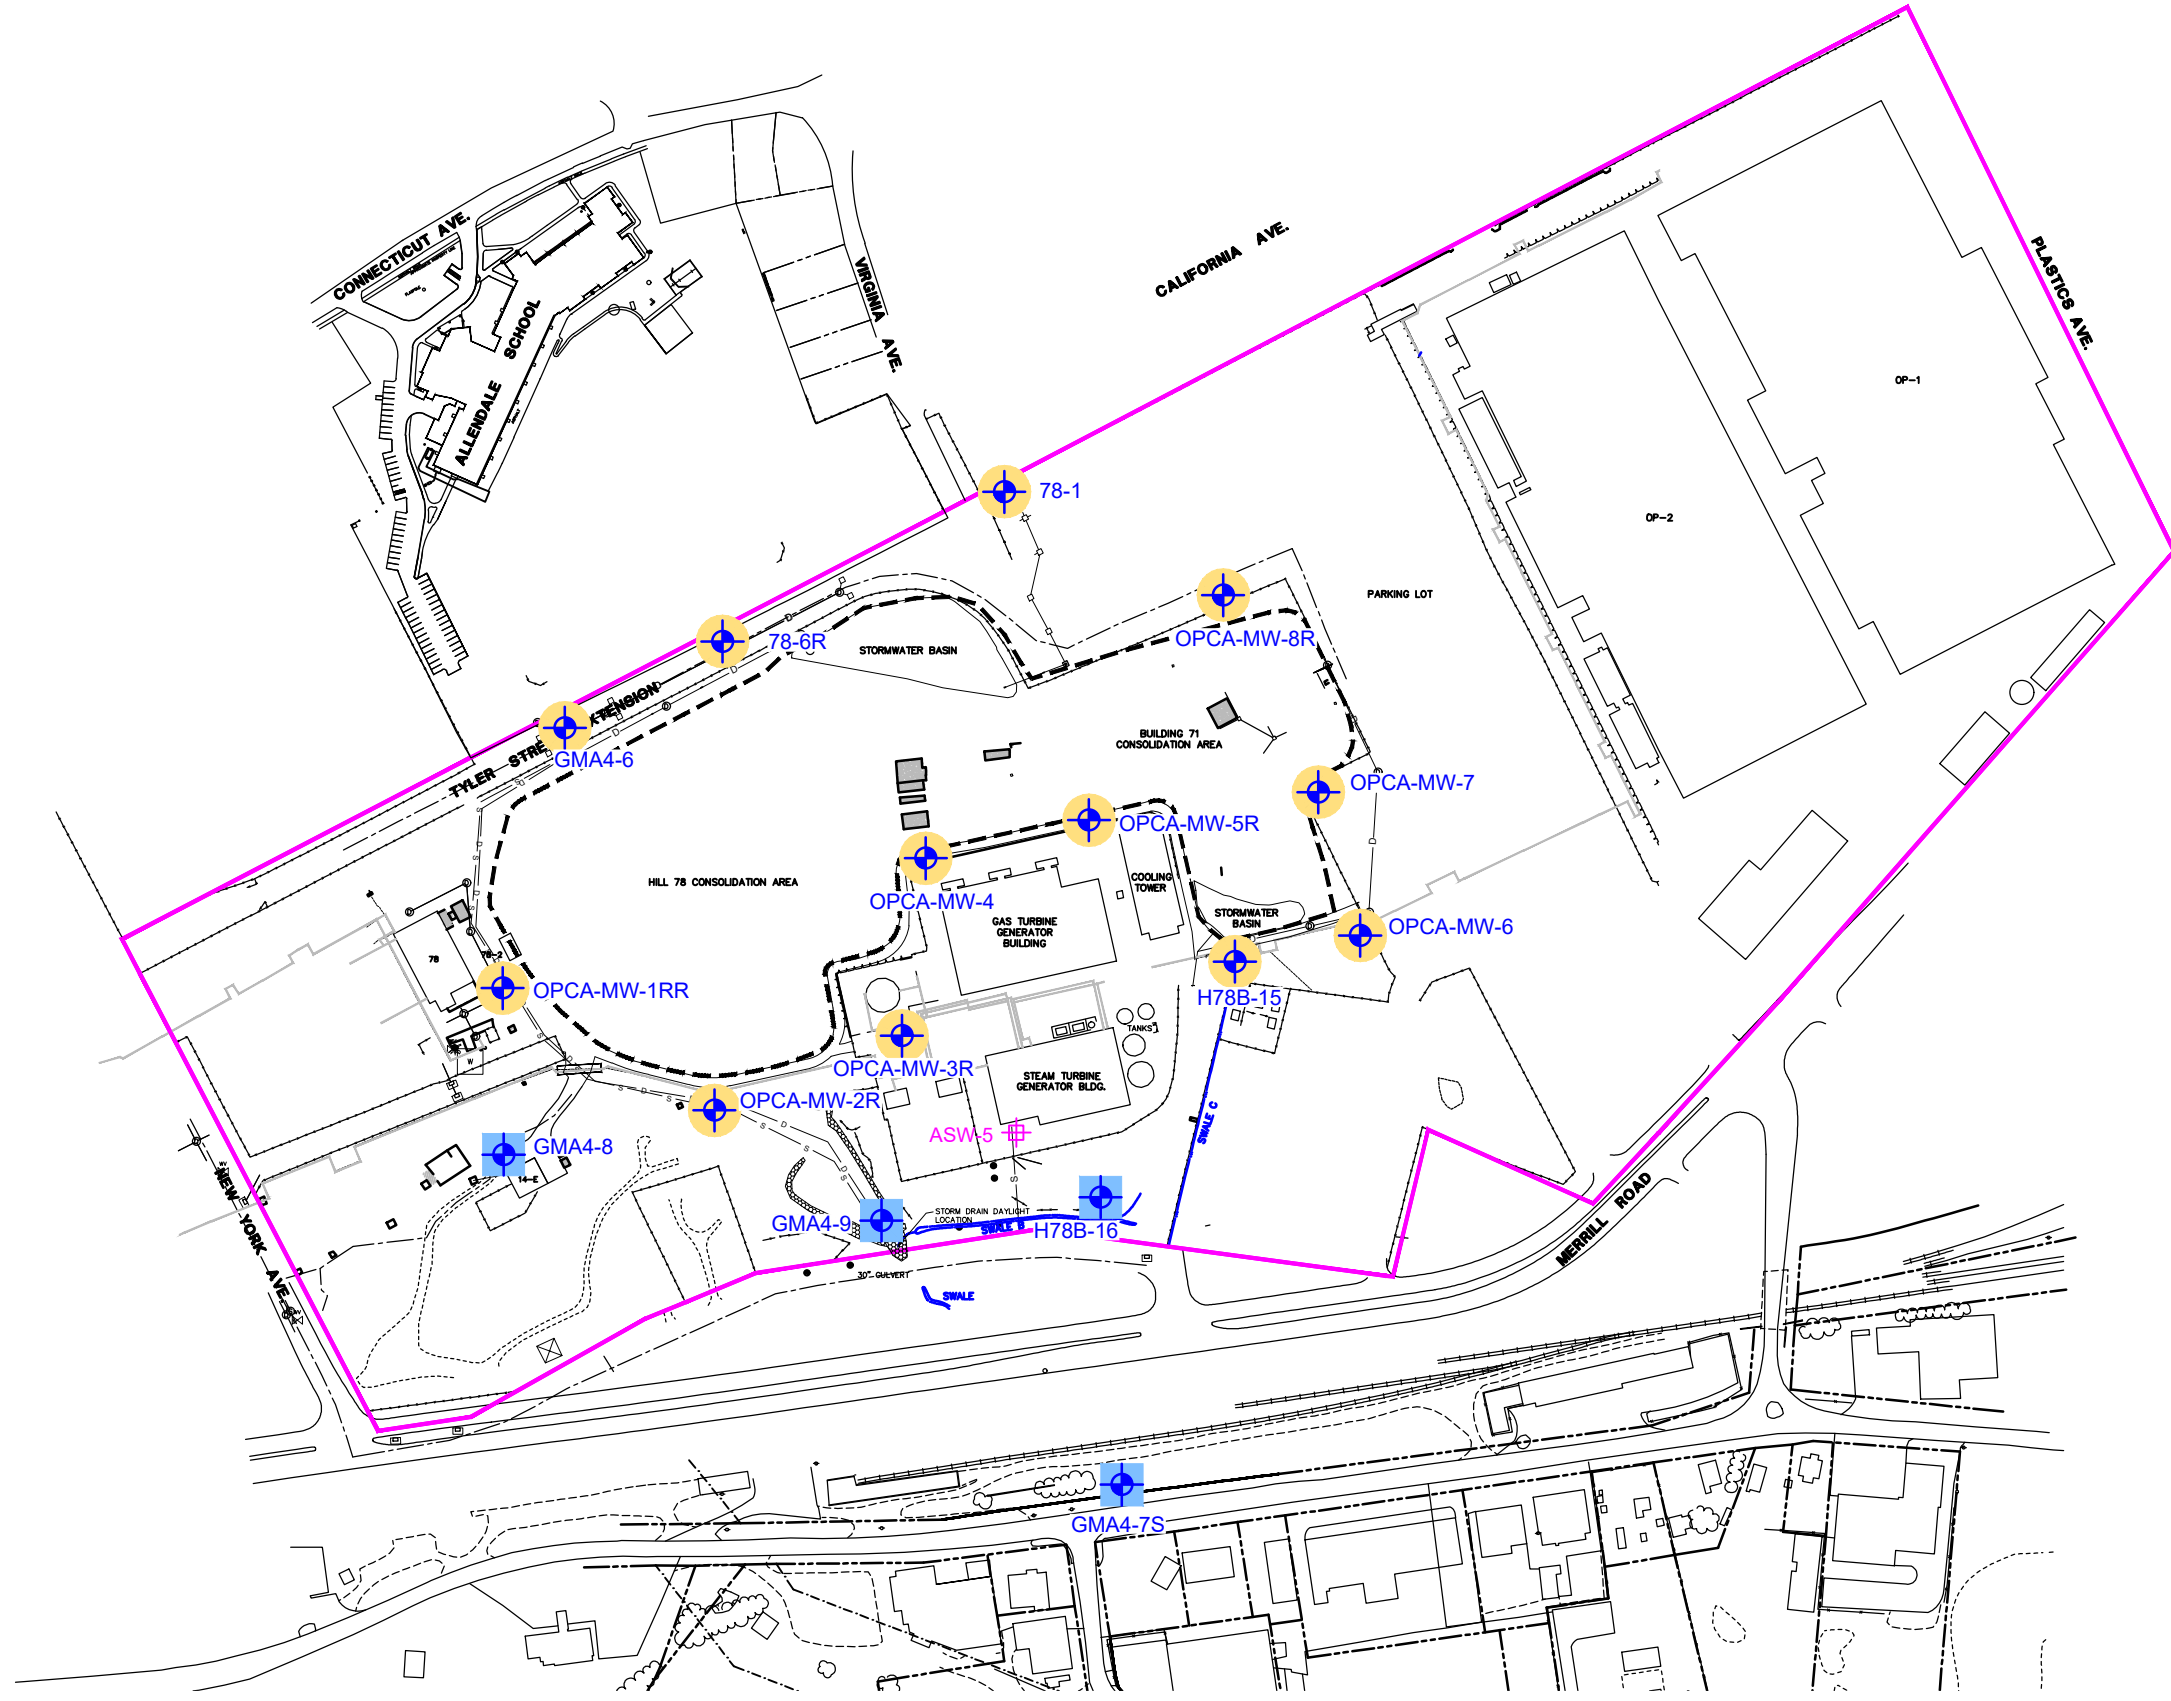 CONNECTICUT AVE.
ALLENDALE SCHOOL
VIRGINIA AVE.
CALIFORNIA AVE.
PLASTICS AVE.
OP-1
OP-2
78-1
PARKING LOT
OPCA-MW-8R
78-6R
STORMWATER BASIN
GMA4-6
BUILDING 71
CONSOLIDATION AREA
OPCA-MW-7
OPCA-MW-5R
HILL 78 CONSOLIDATION AREA
COOLING
TOWER
OPCA-MW-4
STORMWATER
BASIN
GAS TURBINE
GENERATOR
BUILDING
OPCA-MW-6
78
78-2
OPCA-MW-1RR
H78B-15
TANKS
OPCA-MW-3R
STEAM TURBINE
GENERATOR BLDG.
OPCA-MW-2R
SWALE C
ASW-5
GMA4-8
14-E
NEW YORK AVE.
STORM DRAIN DAYLIGHT
LOCATION
GMA4-9
SWALE B
H78B-16
MERRILL ROAD
30" CULVERT
SWALE
GMA4-7S